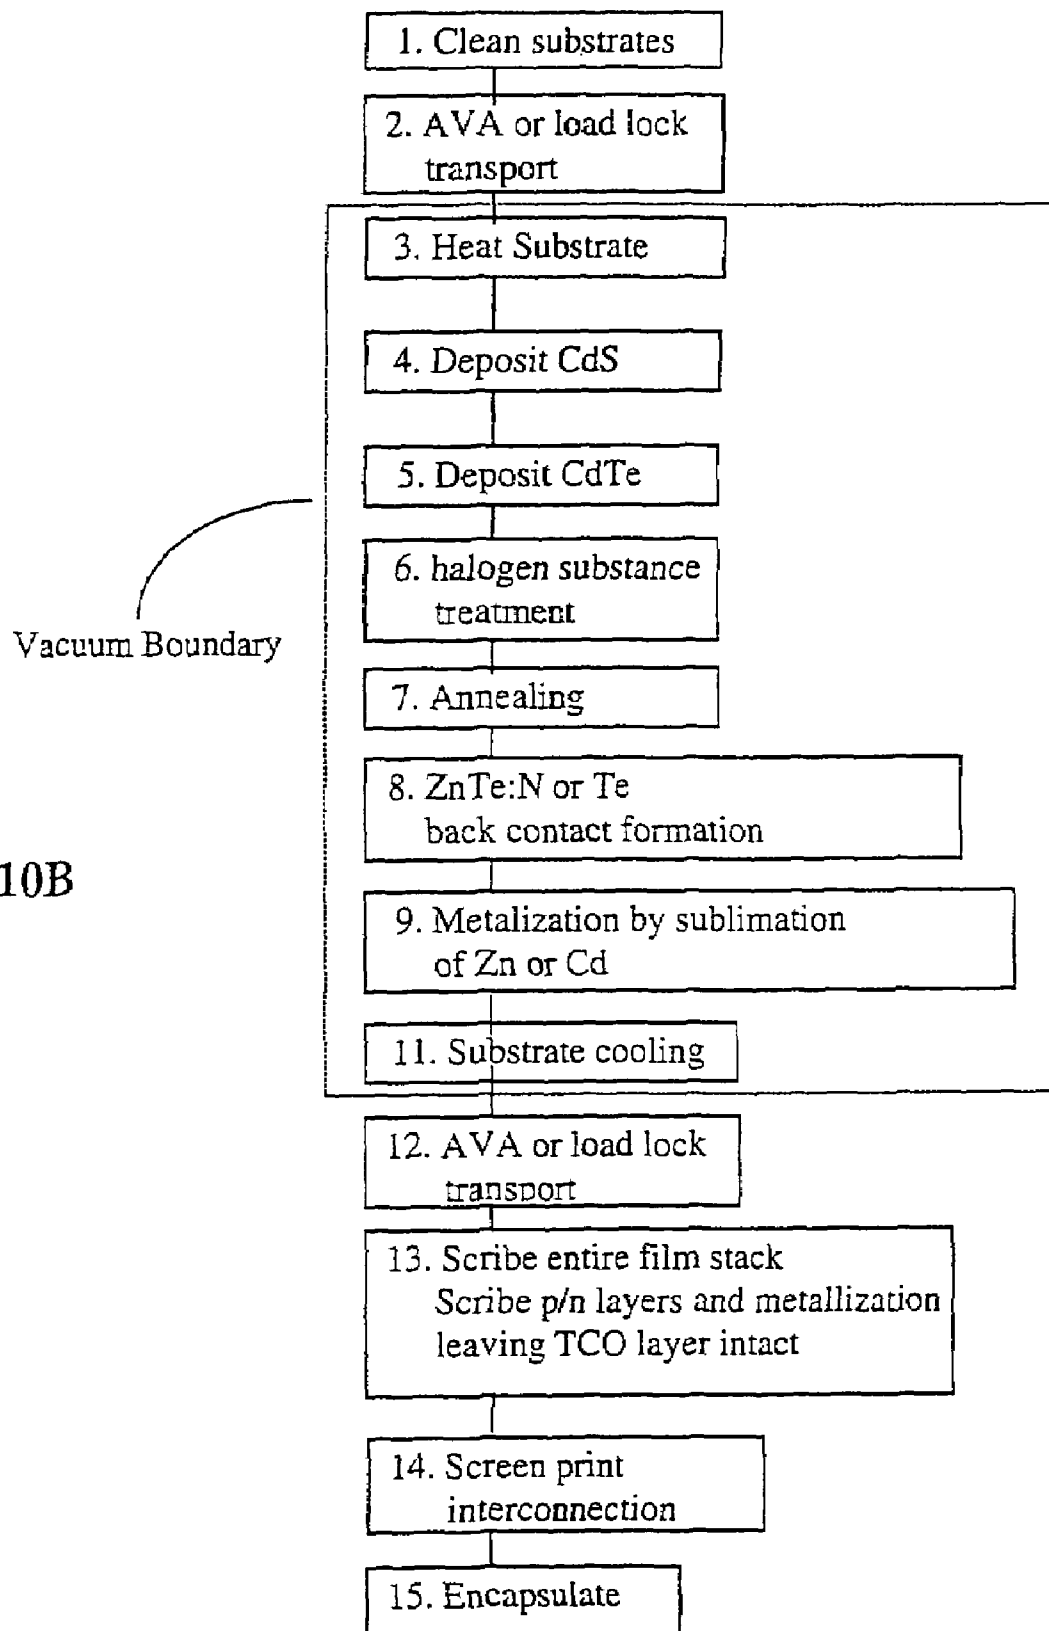 1. Clean substrates
2. AVA or load lock
transport
3. Heat Substrate
4. Deposit CdS
5. Deposit CdTe
6. halogen substance
treatment
Vacuum Boundary
7. Annealing
8. ZnTe:N or Te
back contact formation
10B
9. Metalization by sublimation
of Zn or Cd
11. Substrate cooling
12. AVA or load lock
transport
13. Scribe entire film stack
Scribe p/n layers and metallization
leaving TCO layer intact
14. Screen print
interconnection
15. Encapsulate